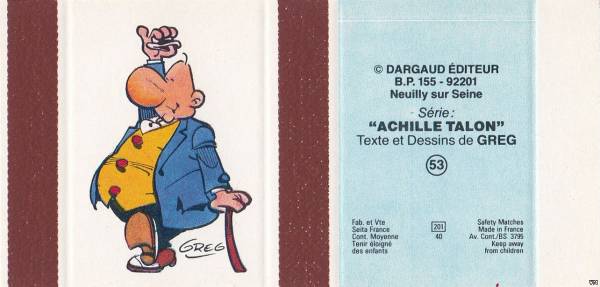 GREG
© DARGAUD ÉDITEUR
B.P. 155 - 92201
Neuilly sur Seine
Série:
"ACHILLE TALON"
Texte et Dessins de GREG
53
Fab. et Vte
Seita France
Cont. Moyenne
Tenir éloigné
des enfants
201
40
Safety Matches
Made in France
Av. Cont./BS 3795
Keep away
from children